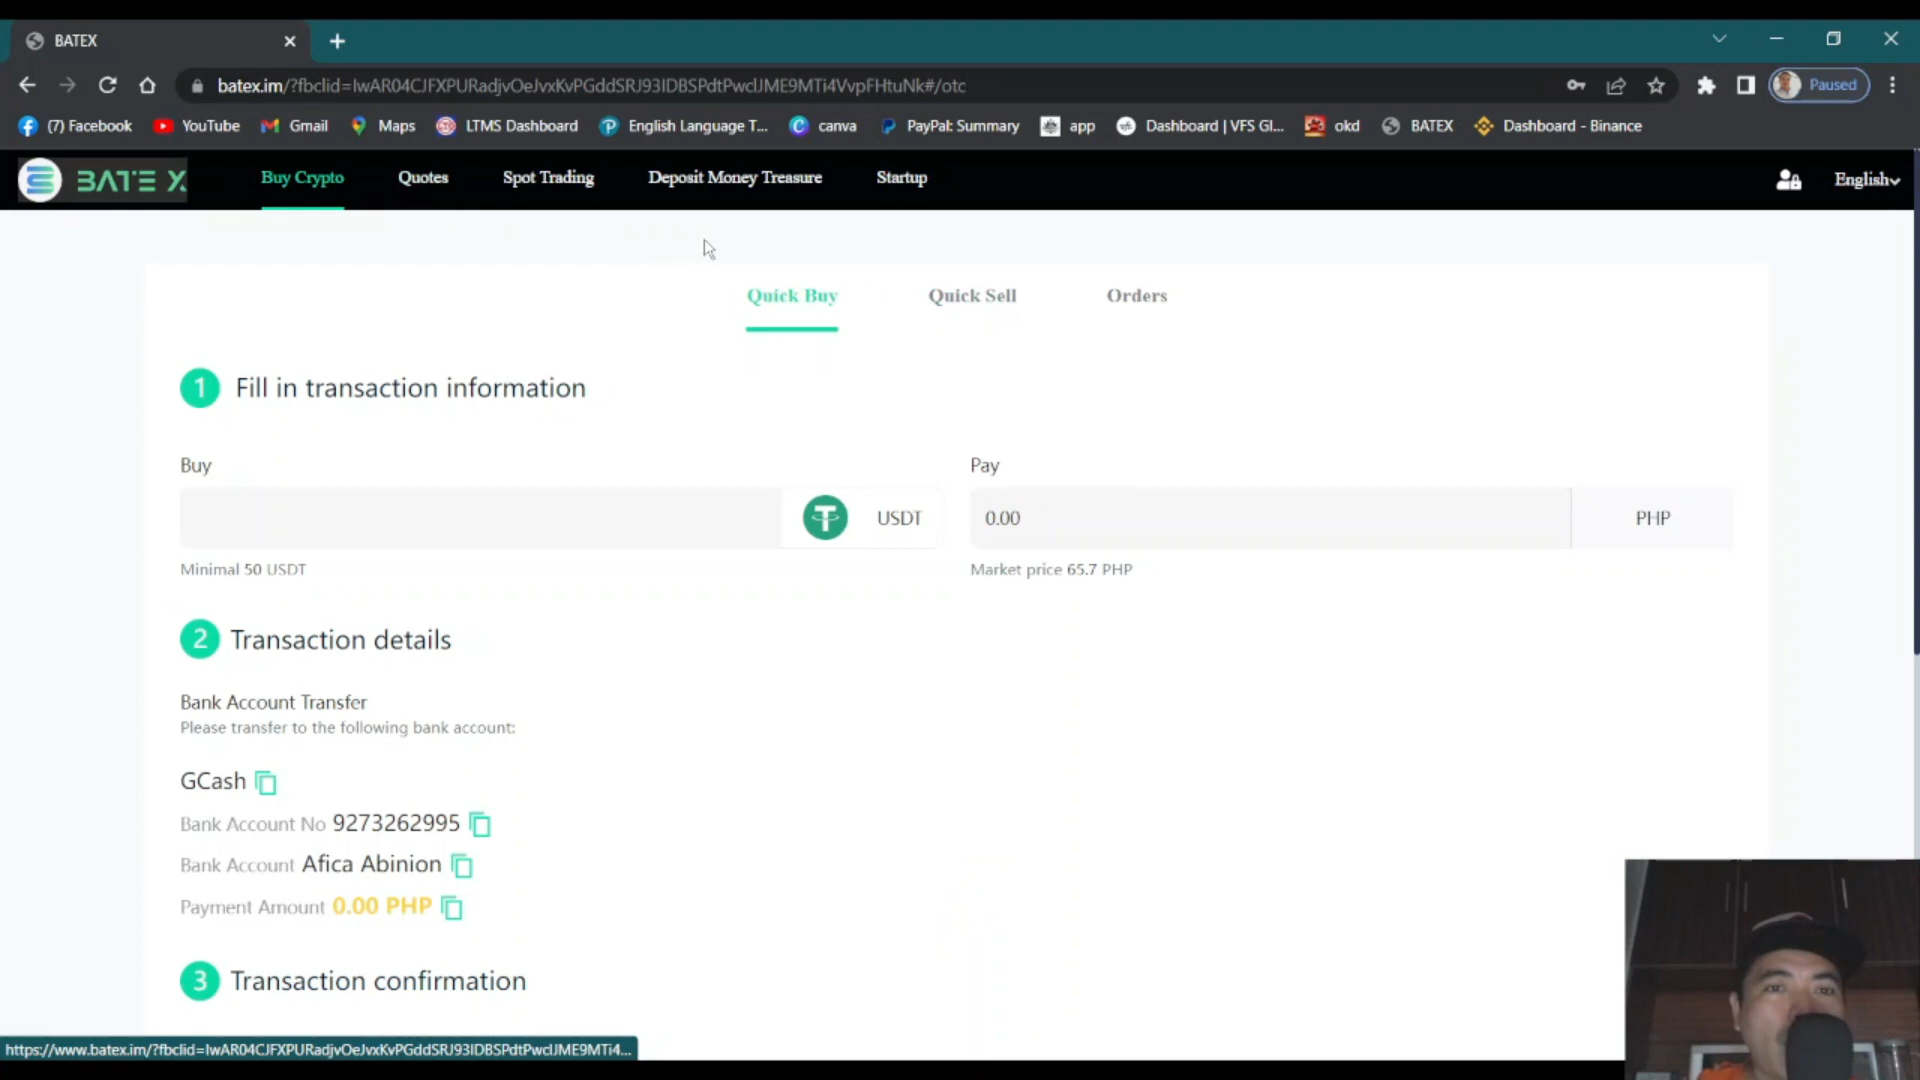 BATEX
batex.im/?fbclid=IwAR04CJFXPURadjvOeJvxKvPGddSRJ93IDBSPdtPwclJME9MTi4VvpFHtuNk#/otc
Paused
(7) Facebook YouTube Gmail Maps LTMS Dashboard English Language T... canva PayPal: Summary app Dashboard | VFS Gl... okd BATEX Dashboard - Binance
BATE X Buy Crypto Quotes Spot Trading Deposit Money Treasure Startup English
Quick Buy Quick Sell Orders
1 Fill in transaction information
Buy Pay
USDT 0.00 PHP
Minimal 50 USDT Market price 65.7 PHP
2 Transaction details
Bank Account Transfer
Please transfer to the following bank account:
GCash
Bank Account No 9273262995
Bank Account Afica Abinion
Payment Amount 0.00 PHP
3 Transaction confirmation
https://www.batex.im/?fbclid=IwAR04CJFXPURadjvOeJvxKvPGddSRJ93IDBSPdtPwclJME9MTi4...